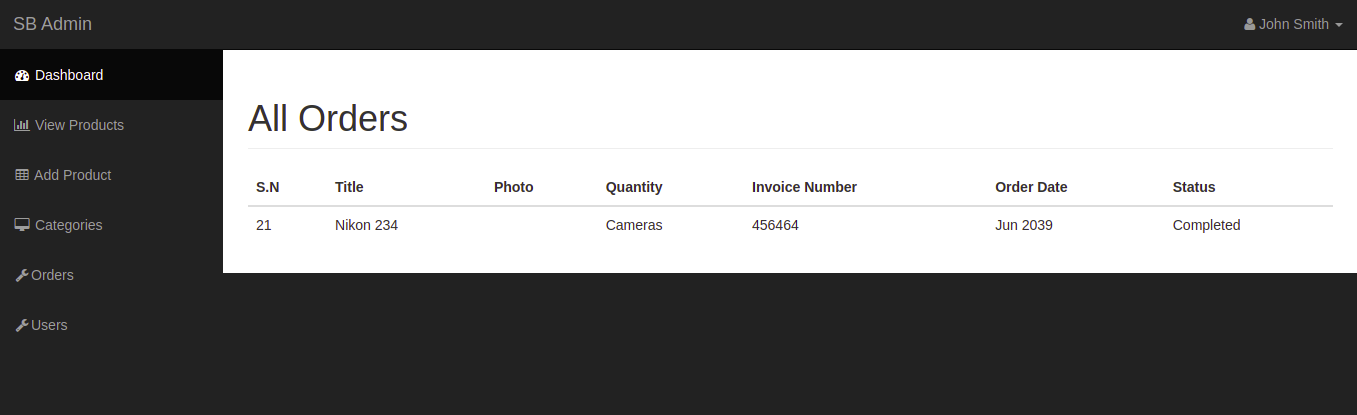 SB Admin
John Smith
Dashboard
View Products
Add Product
Categories
Orders
Users
All Orders
S.N Title Photo Quantity Invoice Number Order Date Status
21 Nikon 234 Cameras 456464 Jun 2039 Completed